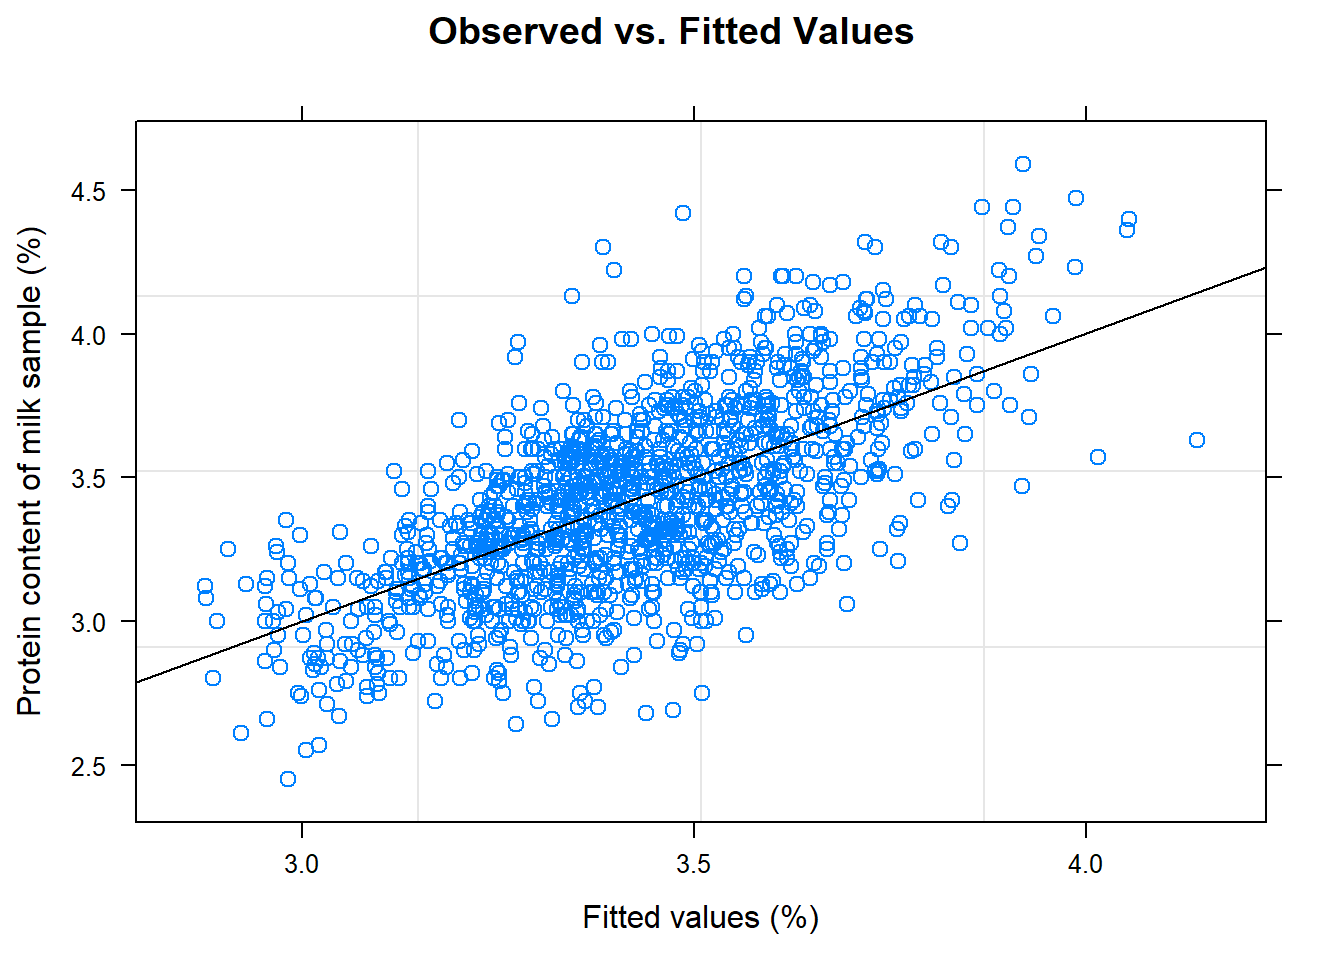 Observed vs. Fitted Values
Protein content of milk sample (%)
4.5
4.0
3.5
3.0
2.5
3.0
3.5
4.0
Fitted values (%)